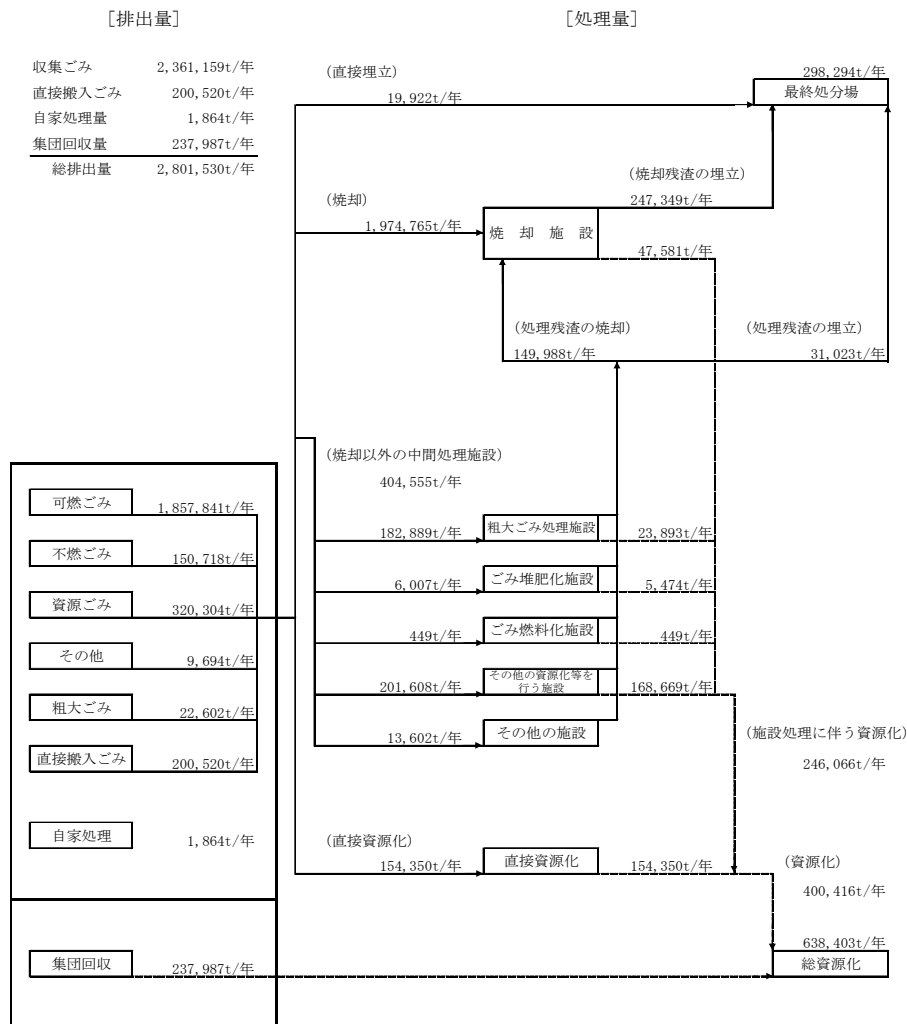 ［排出量］
［処理量］
収集ごみ 2,361,159t/年
直接搬入ごみ 200,520t/年
自家処理量 1,864t/年
集団回収量 237,987t/年
総排出量 2,801,530t/年
（直接埋立）
19,922t/年
298,294t/年
最終処分場
（焼却残渣の埋立）
247,349t/年
（焼却）
1,974,765t/年
焼　却　施　設
47,581t/年
（処理残渣の焼却）
149,988t/年
（処理残渣の埋立）
31,023t/年
（焼却以外の中間処理施設）
404,555t/年
可燃ごみ 1,857,841t/年
182,889t/年 粗大ごみ処理施設 23,893t/年
不燃ごみ 150,718t/年
6,007t/年 ごみ堆肥化施設 5,474t/年
資源ごみ 320,304t/年
449t/年 ごみ燃料化施設 449t/年
その他 9,694t/年
201,608t/年 その他の資源化等を
行う施設 168,669t/年
粗大ごみ 22,602t/年
13,602t/年 その他の施設
（施設処理に伴う資源化）
246,066t/年
直接搬入ごみ 200,520t/年
自家処理 1,864t/年
（直接資源化）
154,350t/年 直接資源化 154,350t/年
（資源化）
400,416t/年
638,403t/年
総資源化
集団回収 237,987t/年